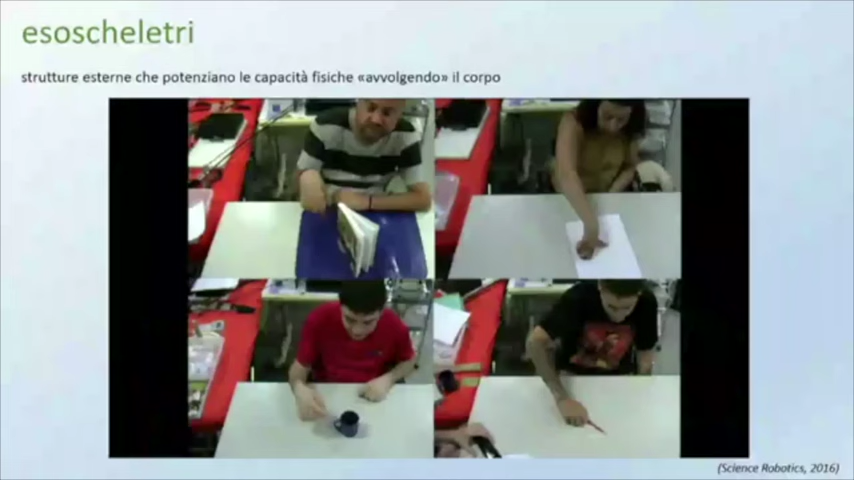 esoscheletri
strutture esterne che potenziano le capacità fisiche «avvolgendo» il corpo
(Science Robotics, 2016)